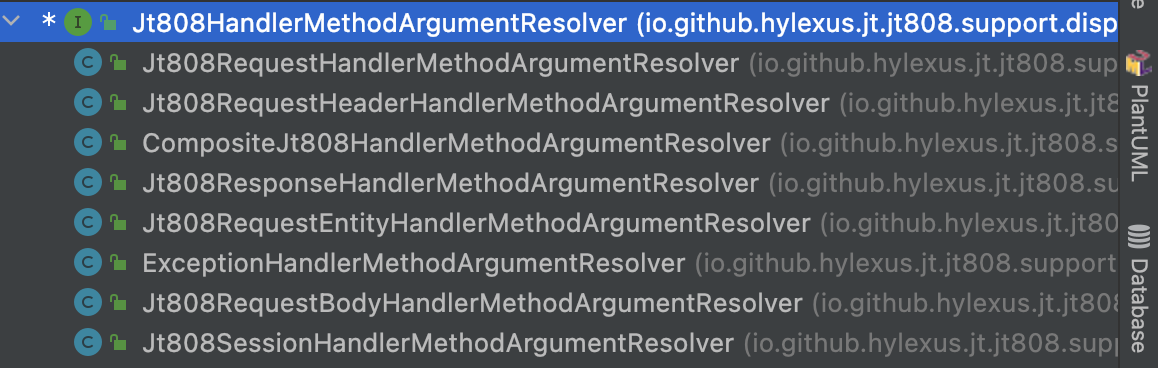 * I Jt808HandlerMethodArgumentResolver (io.github.hylexus.jt.jt808.support.disp
C Jt808RequestHandlerMethodArgumentResolver (io.github.hylexus.jt.jt808.sup
C Jt808RequestHeaderHandlerMethodArgumentResolver (io.github.hylexus.jt.jt8
C CompositeJt808HandlerMethodArgumentResolver (io.github.hylexus.jt.jt808.s
C Jt808ResponseHandlerMethodArgumentResolver (io.github.hylexus.jt.jt808.su
C Jt808RequestEntityHandlerMethodArgumentResolver (io.github.hylexus.jt.jt80
C ExceptionHandlerMethodArgumentResolver (io.github.hylexus.jt.jt808.support
C Jt808RequestBodyHandlerMethodArgumentResolver (io.github.hylexus.jt.jt808
C Jt808SessionHandlerMethodArgumentResolver (io.github.hylexus.jt.jt808.supp
PlantUML
Database